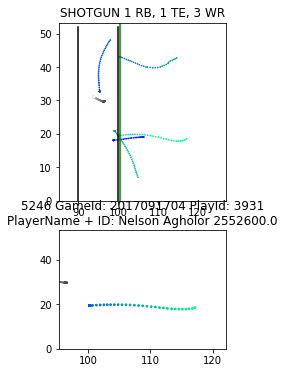 SHOTGUN 1 RB, 1 TE, 3 WR
50
40
30
20
10
0
90 100 110 120
5246 GameId: 2017091704 PlayId: 3931
PlayerName + ID: Nelson Agholor 2552600.0
40
20
0
100 110 120